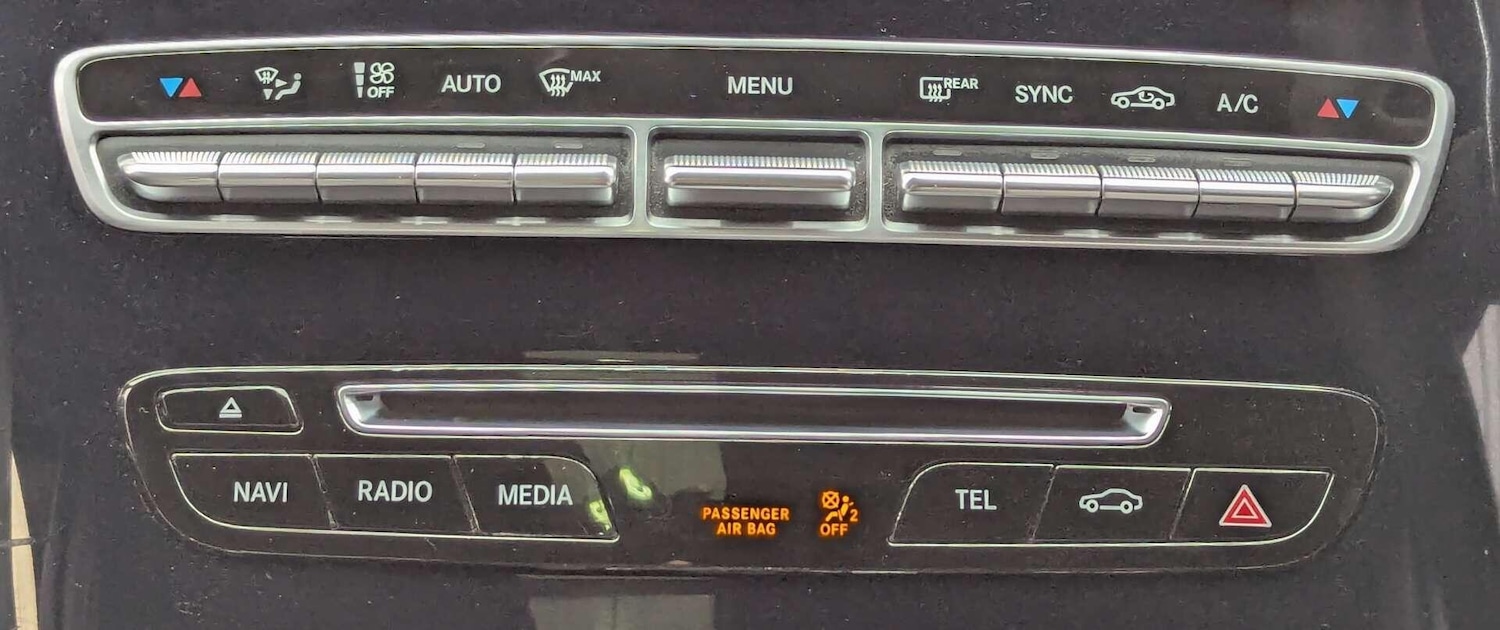 OFF
AUTO
MAX
MENU
REAR
SYNC
A/C
NAVI
RADIO
MEDIA
PASSENGER
AIR BAG
2
OFF
TEL